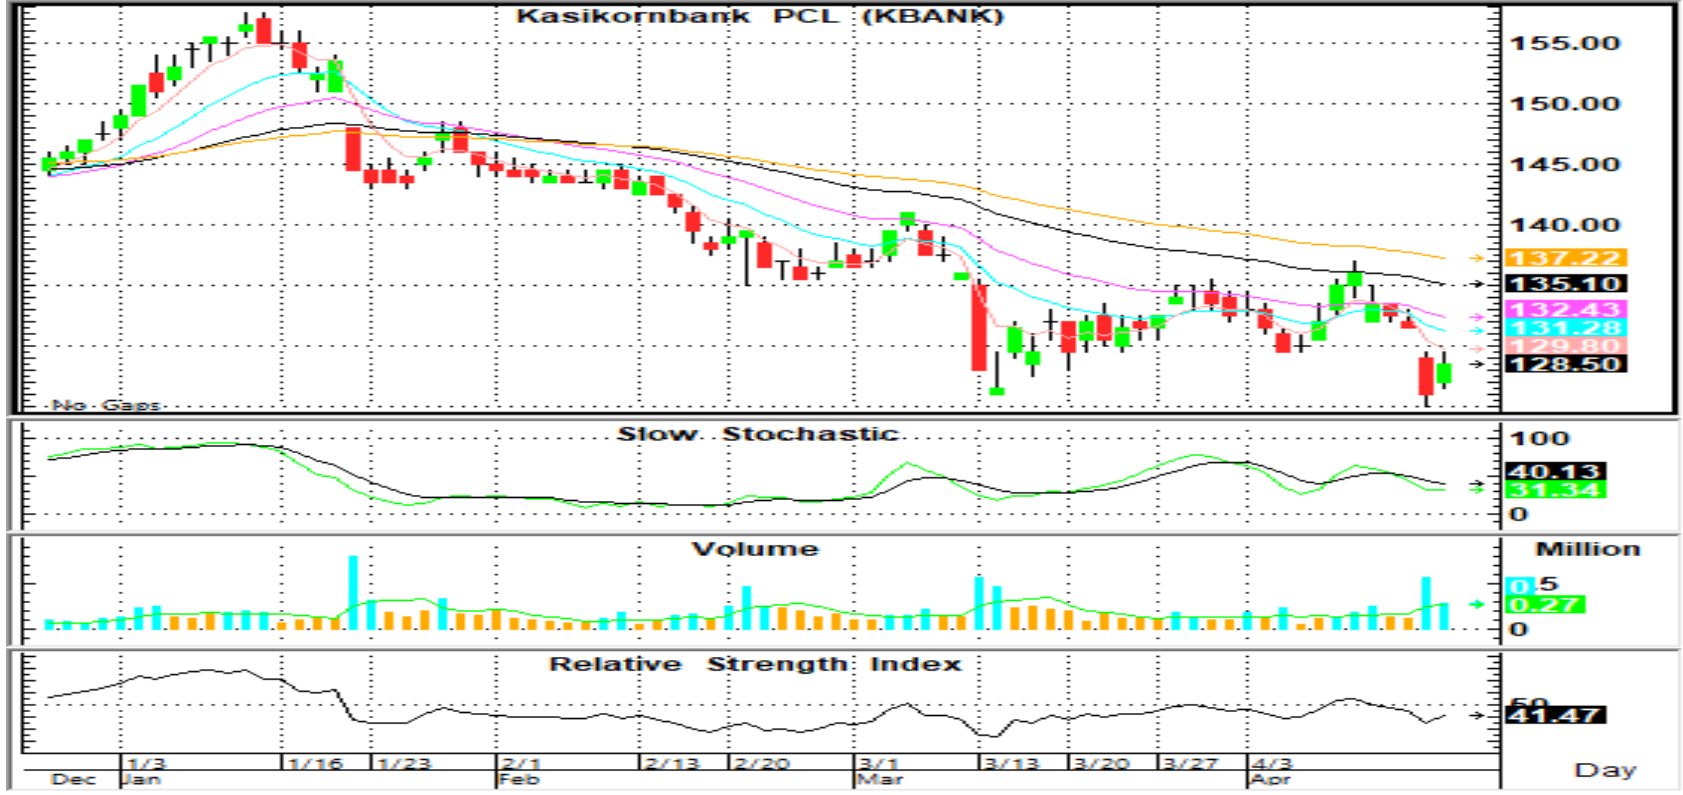 Kasikornbank PCL (KBANK)
155.00
150.00
145.00
140.00
137.22
135.10
132.43
131.28
129.80
128.50
No Gaps
Slow Stochastic
100
40.13
31.34
0
Volume
Million
0.5
0.27
0
Relative Strength Index
50
41.47
1/3 1/16 1/23 2/1 2/13 2/20 3/1 3/13 3/20 3/27 4/3
Dec Jan Feb Mar Apr
Day